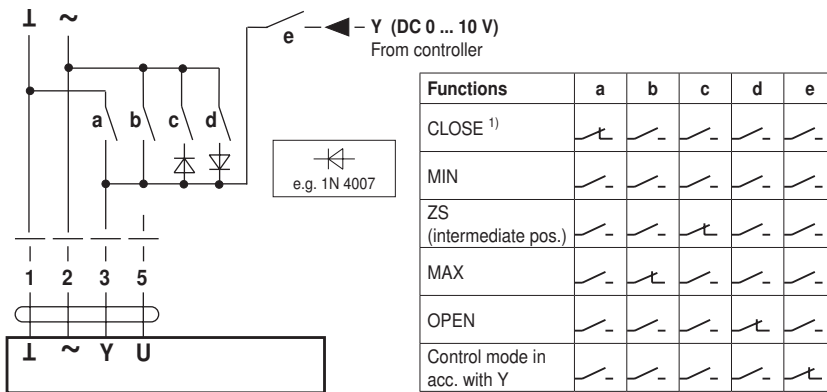 ⊥ ~
e
Y (DC 0 ... 10 V)
From controller
a b c d
e.g. 1N 4007
1 2 3 5
⊥ ~ Y U
Functions a b c d e
CLOSE 1)
MIN
ZS
(intermediate pos.)
MAX
OPEN
Control mode in
acc. with Y